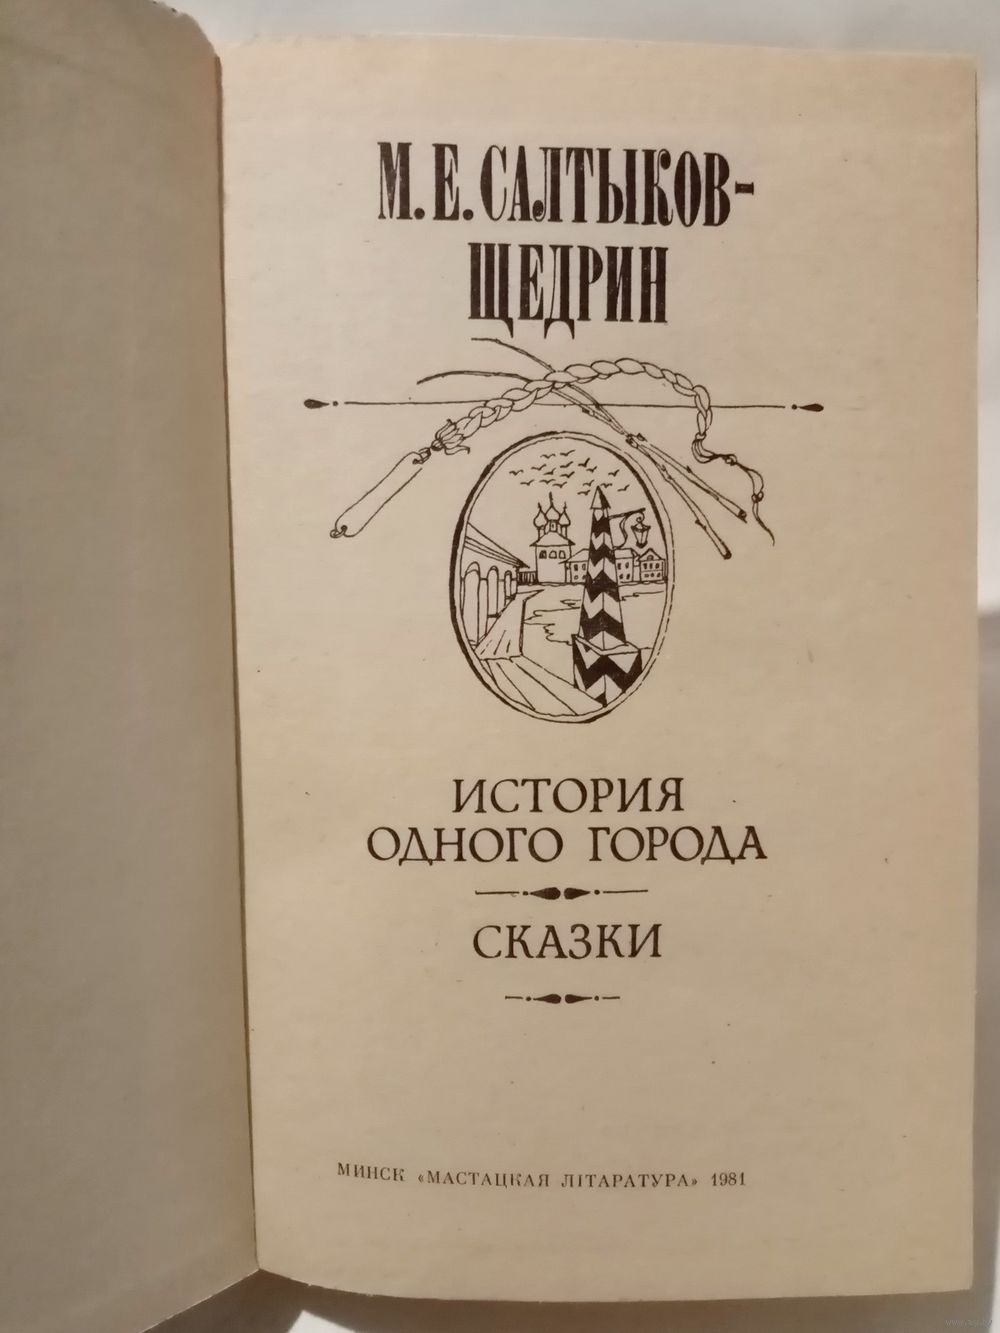 М. Е. САЛТЫКОВ-
ЩЕДРИН
ИСТОРИЯ
ОДНОГО ГОРОДА
СКАЗКИ
МИНСК «МАСТАЦКАЯ ЛІТАРАТУРА» 1981